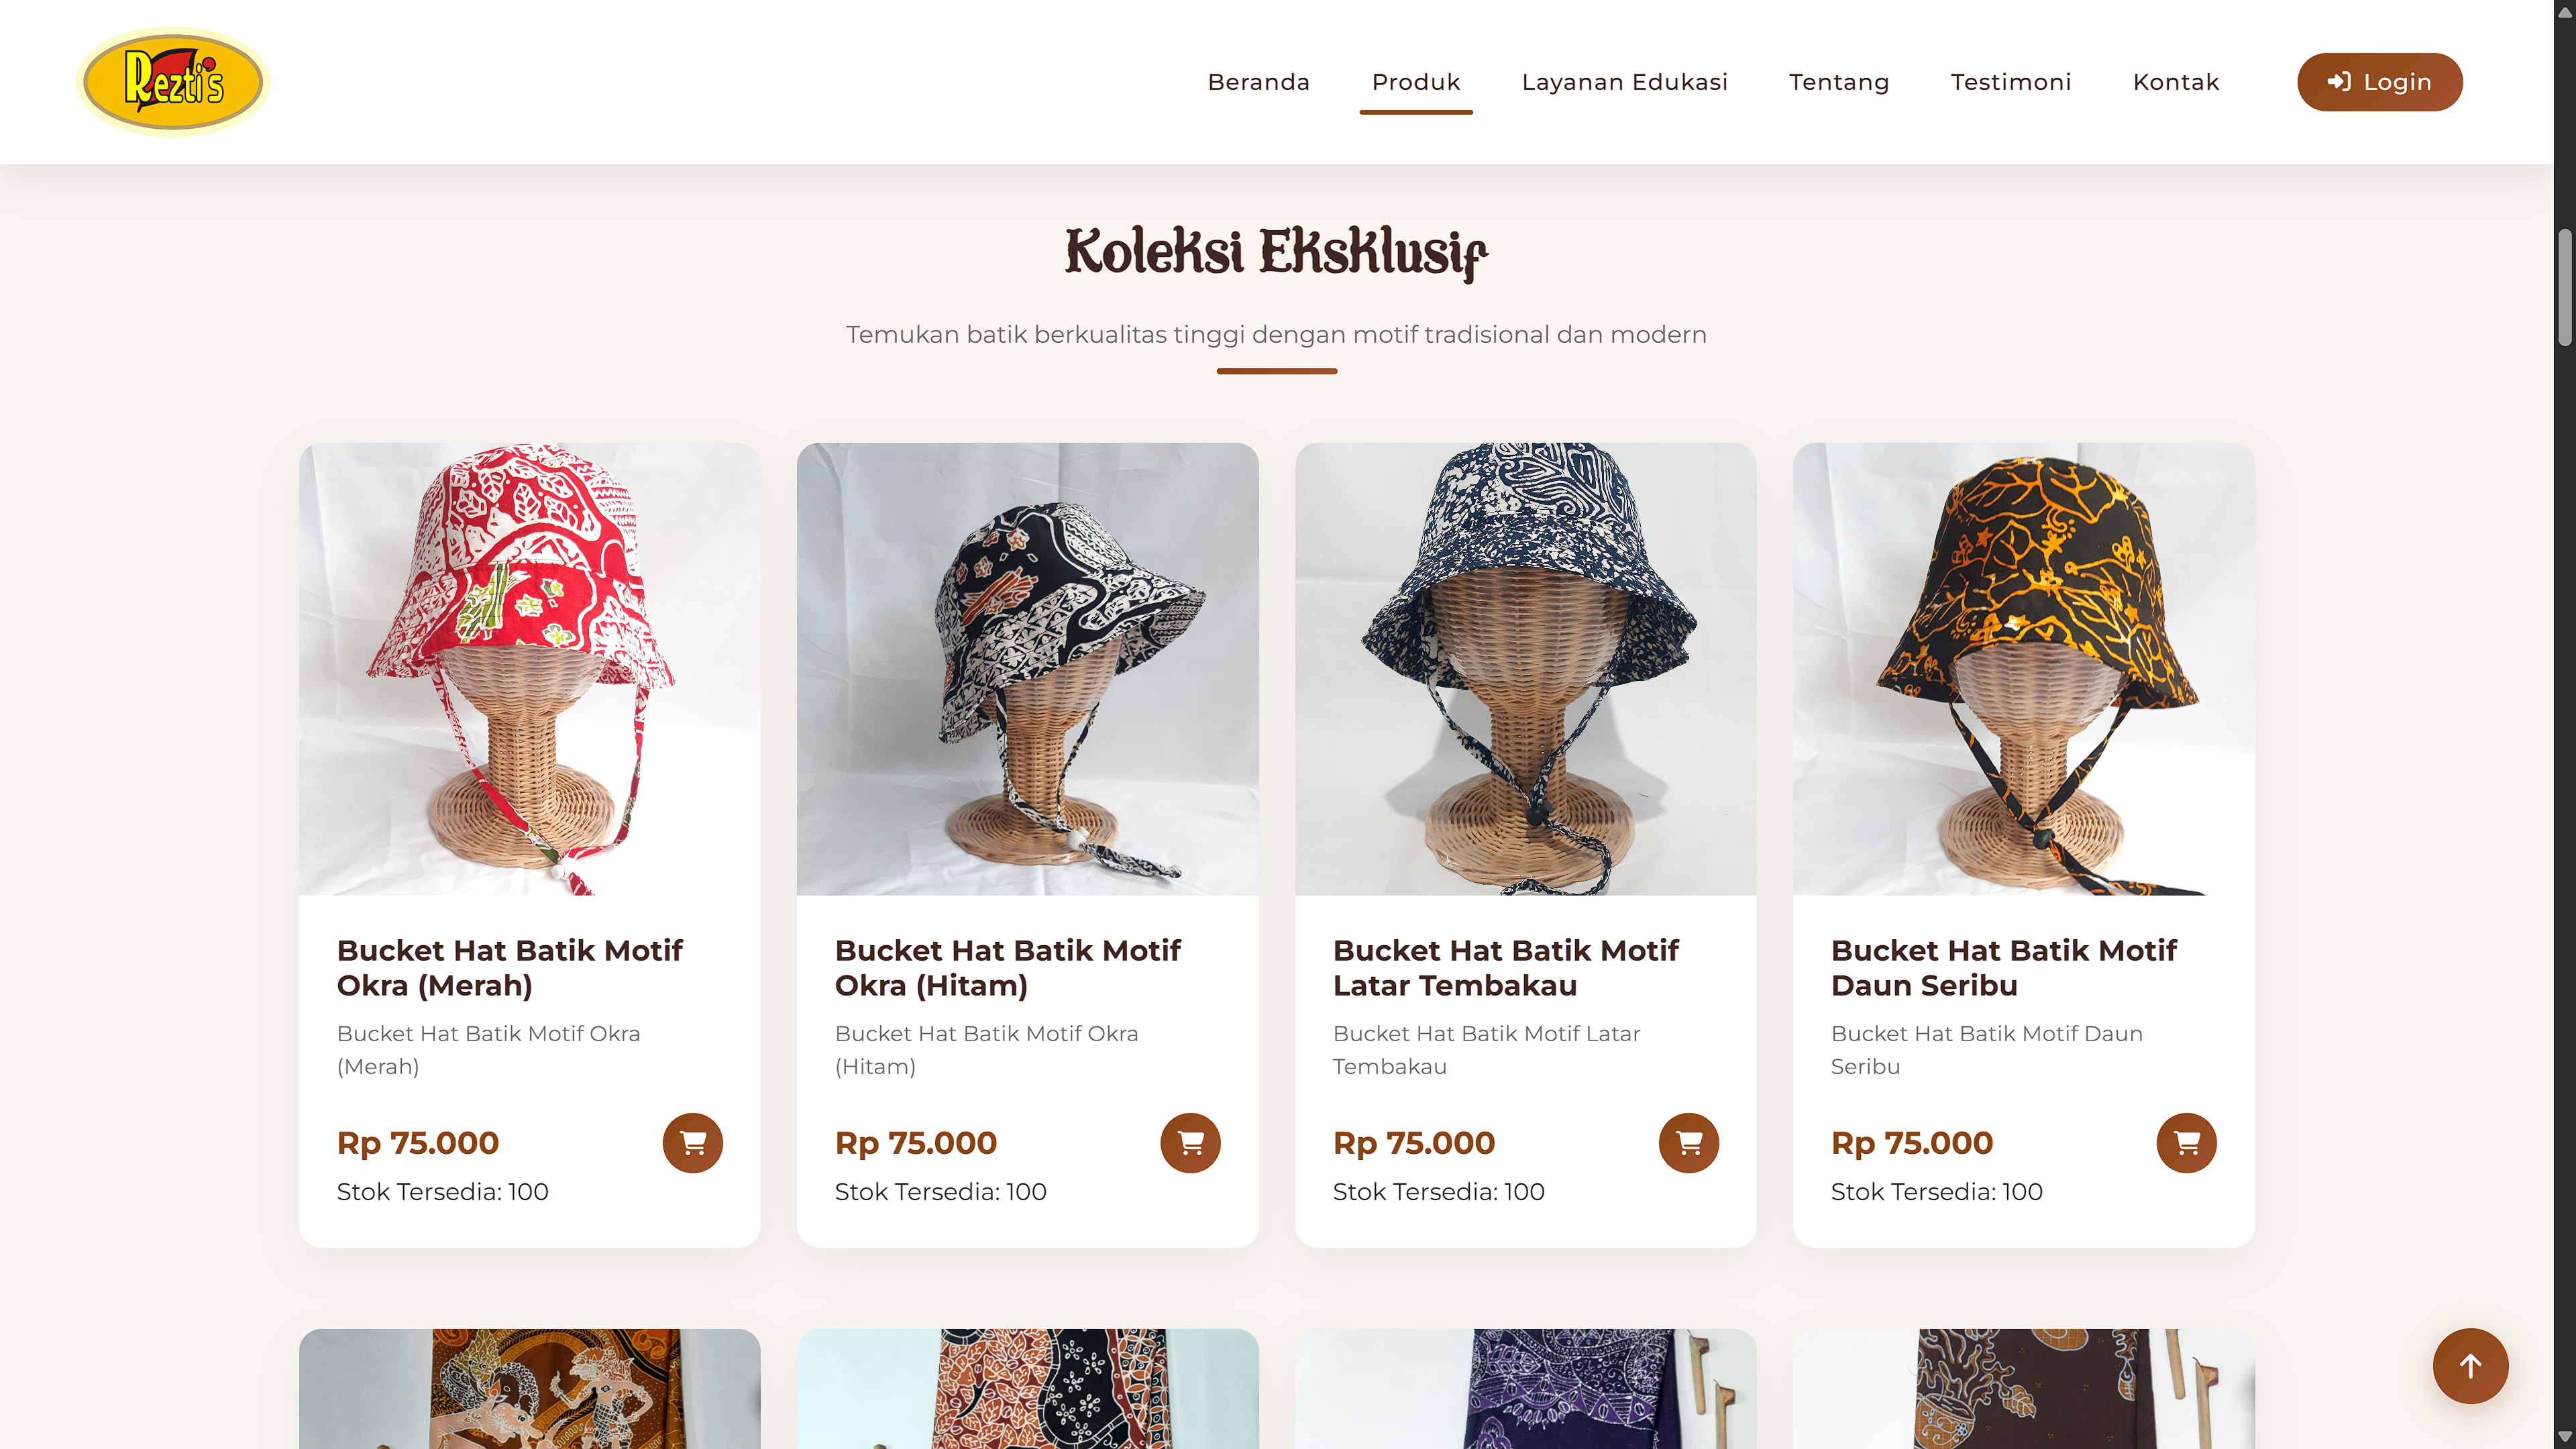 Rezti's
Beranda
Produk
Layanan Edukasi
Tentang
Testimoni
Kontak
Login
Koleksi Eksklusif
Temukan batik berkualitas tinggi dengan motif tradisional dan modern
Bucket Hat Batik Motif
Okra (Merah)
Bucket Hat Batik Motif Okra
(Merah)
Rp 75.000
Stok Tersedia: 100
Bucket Hat Batik Motif
Okra (Hitam)
Bucket Hat Batik Motif Okra
(Hitam)
Rp 75.000
Stok Tersedia: 100
Bucket Hat Batik Motif
Latar Tembakau
Bucket Hat Batik Motif Latar
Tembakau
Rp 75.000
Stok Tersedia: 100
Bucket Hat Batik Motif
Daun Seribu
Bucket Hat Batik Motif Daun
Seribu
Rp 75.000
Stok Tersedia: 100